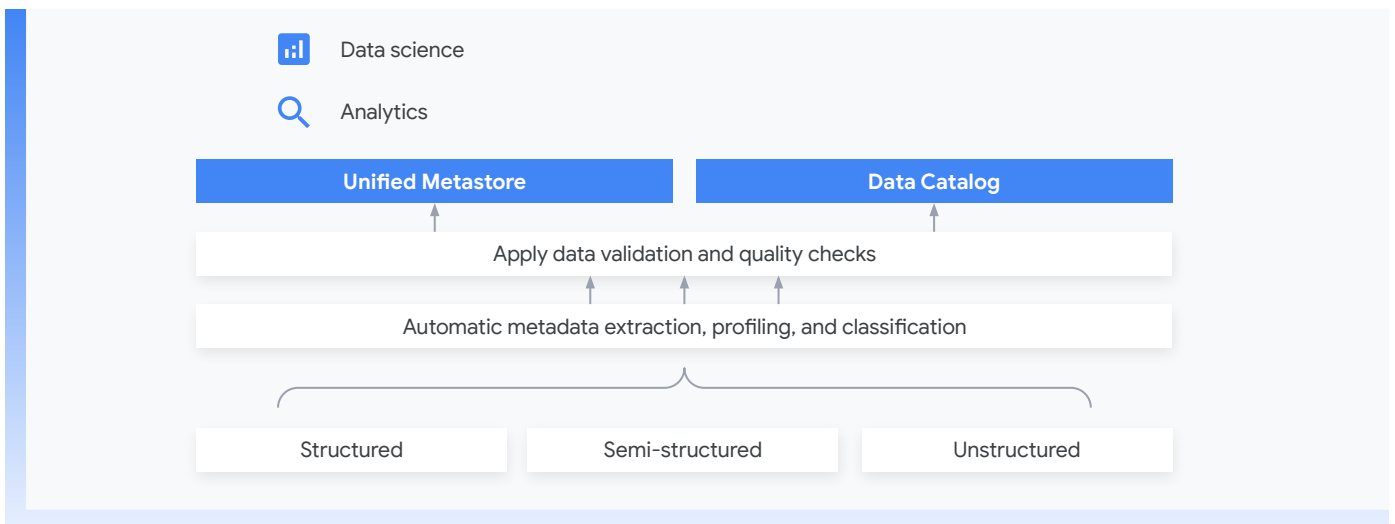 Data science
Analytics
Unified Metastore
Data Catalog
Apply data validation and quality checks
Automatic metadata extraction, profiling, and classification
Structured
Semi-structured
Unstructured